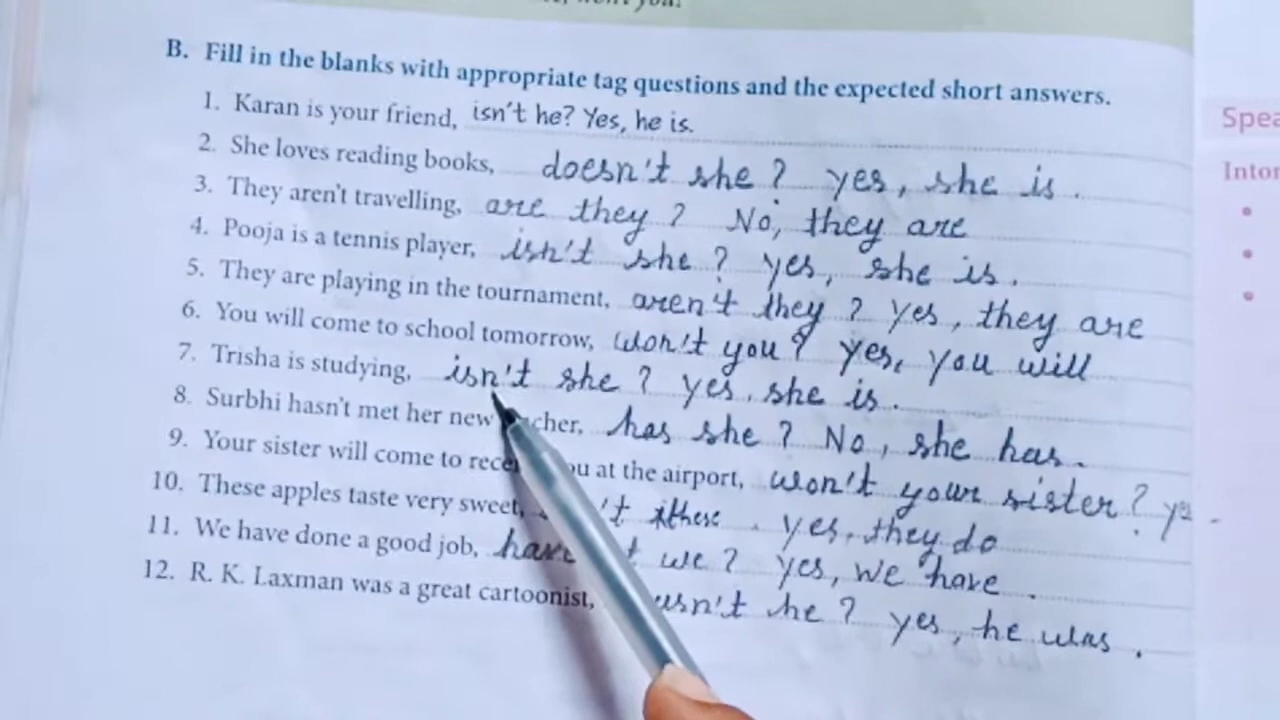 B. Fill in the blanks with appropriate tag questions and the expected short answers.
1. Karan is your friend, isn't he? Yes, he is.
Spea
2. She loves reading books, doesn't she? yes, she is.
Inton
3. They aren't travelling, are they? No, they are
4. Pooja is a tennis player, isn't she? yes, she is.
5. They are playing in the tournament, aren't they? Yes, they are
6. You will come to school tomorrow, won't you? yes, you will
7. Trisha is studying, isn't she? yes, she is.
8. Surbhi hasn't met her new cher, has she? No, she has.
9. Your sister will come to rece ou at the airport, won't your sister? ye
10. These apples taste very sweet, 't these yes, they do
11. We have done a good job, have t we? yes, we have.
12. R. K. Laxman was a great cartoonist, asn't he? yes, he was.